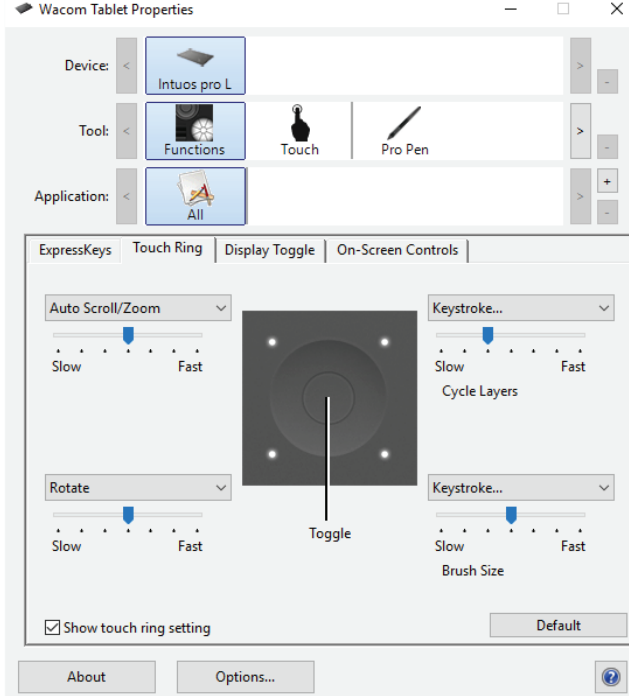 Wacom Tablet Properties
Device:
<
Intuos pro L
>
-
Tool:
<
Functions
Touch
Pro Pen
>
-
Application:
<
All
>
+
-
ExpressKeys
Touch Ring
Display Toggle
On-Screen Controls
Auto Scroll/Zoom
Slow Fast
Keystroke...
Slow Fast
Cycle Layers
Rotate
Slow Fast
Toggle
Keystroke...
Slow Fast
Brush Size
Show touch ring setting
Default
About
Options...
?